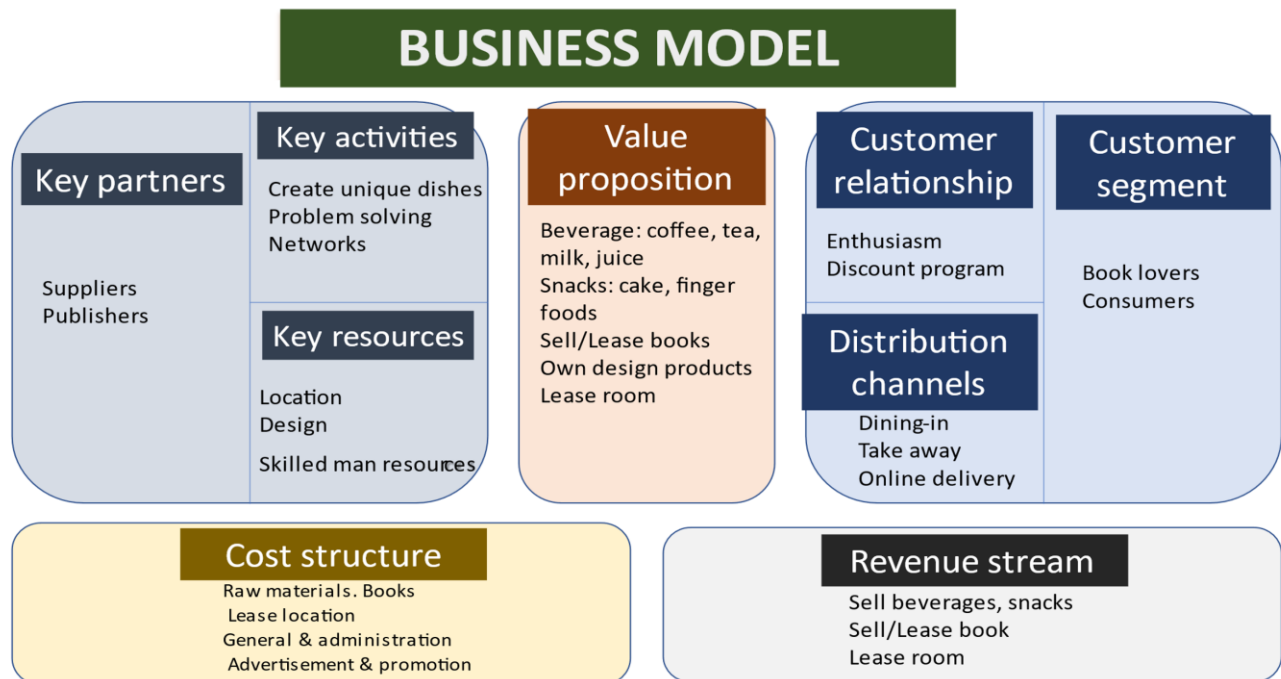 BUSINESS MODEL
Key partners
Suppliers
Publishers
Key activities
Create unique dishes
Problem solving
Networks
Key resources
Location
Design
Skilled man resources
Value
proposition
Beverage: coffee, tea,
milk, juice
Snacks: cake, finger
foods
Sell/Lease books
Own design products
Lease room
Customer
relationship
Enthusiasm
Discount program
Distribution
channels
Dining-in
Take away
Online delivery
Customer
segment
Book lovers
Consumers
Cost structure
Raw materials. Books
Lease location
General & administration
Advertisement & promotion
Revenue stream
Sell beverages, snacks
Sell/Lease book
Lease room